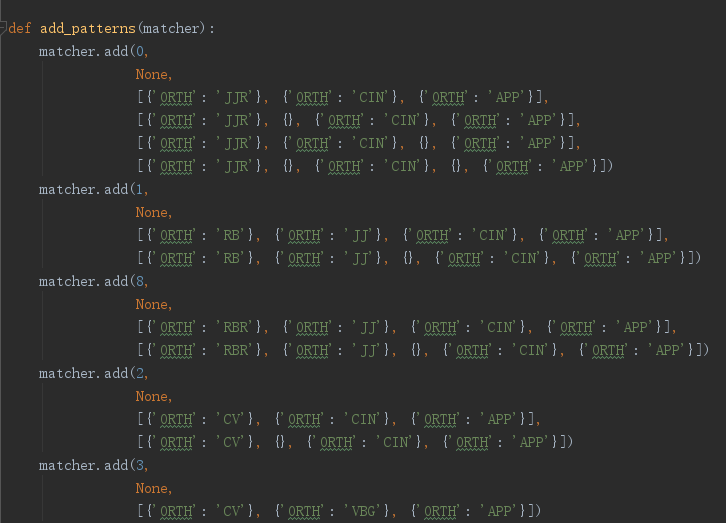 def add_patterns(matcher):
    matcher.add(0,
                None,
                [{'ORTH': 'JJR'}, {'ORTH': 'CIN'}, {'ORTH': 'APP'}],
                [{'ORTH': 'JJR'}, {}, {'ORTH': 'CIN'}, {'ORTH': 'APP'}],
                [{'ORTH': 'JJR'}, {'ORTH': 'CIN'}, {}, {'ORTH': 'APP'}],
                [{'ORTH': 'JJR'}, {}, {'ORTH': 'CIN'}, {}, {'ORTH': 'APP'}])
    matcher.add(1,
                None,
                [{'ORTH': 'RB'}, {'ORTH': 'JJ'}, {'ORTH': 'CIN'}, {'ORTH': 'APP'}],
                [{'ORTH': 'RB'}, {'ORTH': 'JJ'}, {}, {'ORTH': 'CIN'}, {'ORTH': 'APP'}])
    matcher.add(8,
                None,
                [{'ORTH': 'RBR'}, {'ORTH': 'JJ'}, {'ORTH': 'CIN'}, {'ORTH': 'APP'}],
                [{'ORTH': 'RBR'}, {'ORTH': 'JJ'}, {}, {'ORTH': 'CIN'}, {'ORTH': 'APP'}])
    matcher.add(2,
                None,
                [{'ORTH': 'CV'}, {'ORTH': 'CIN'}, {'ORTH': 'APP'}],
                [{'ORTH': 'CV'}, {}, {'ORTH': 'CIN'}, {'ORTH': 'APP'}])
    matcher.add(3,
                None,
                [{'ORTH': 'CV'}, {'ORTH': 'VBG'}, {'ORTH': 'APP'}])